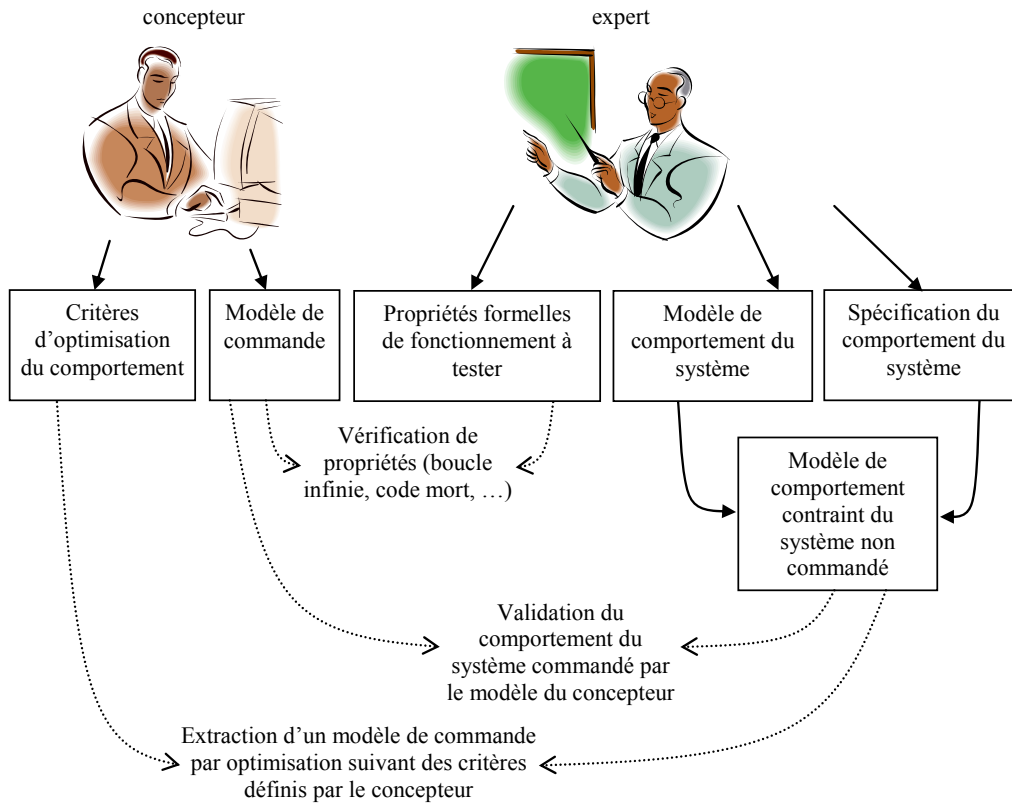 concepteur
expert
Critères
d'optimisation
du comportement
Modèle de
commande
Propriétés formelles
de fonctionnement à
tester
Modèle de
comportement du
système
Spécification du
comportement du
système
Vérification de
propriétés (boucle
infinie, code mort, …)
Modèle de
comportement
contraint du
système non
commandé
Validation du
comportement du
système commandé par
le modèle du concepteur
Extraction d'un modèle de commande
par optimisation suivant des critères
définis par le concepteur